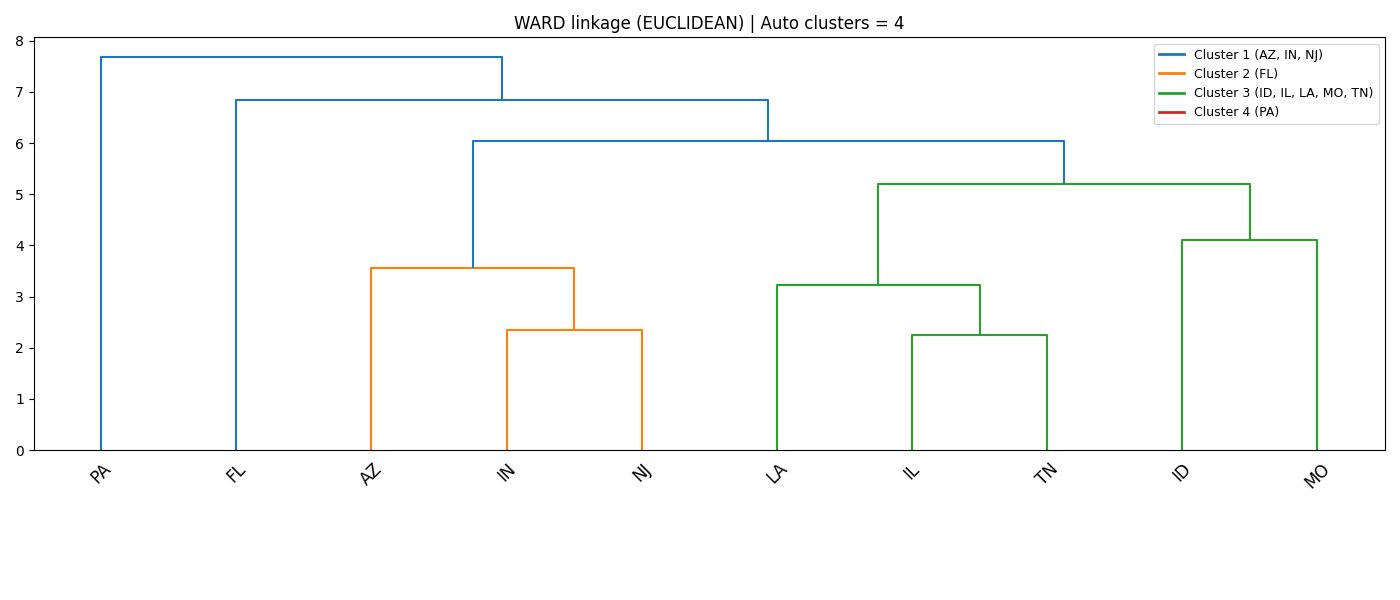 WARD linkage (EUCLIDEAN) | Auto clusters = 4
8
7
6
5
4
3
2
1
0
Cluster 1 (AZ, IN, NJ)
Cluster 2 (FL)
Cluster 3 (ID, IL, LA, MO, TN)
Cluster 4 (PA)
PA FL AZ IN NJ LA IL TN ID MO